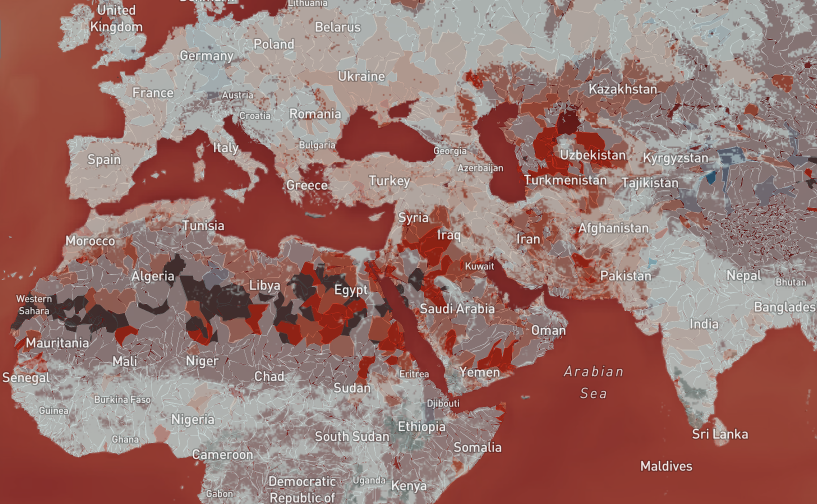 Lithuania
United
Kingdom
Belarus
Poland
Germany
Ukraine
France
Austria
Kazakhstan
Croatia
Romania
Italy
Bulgaria
Georgia
Uzbekistan
Kyrgyzstan
Spain
Azerbaijan
Greece
Turkey
Turkmenistan
Tajikistan
Syria
Tunisia
Afghanistan
Morocco
Iraq
Iran
Kuwait
Algeria
Pakistan
Nepal
Bhutan
Libya
Egypt
Western
Sahara
Saudi Arabia
Banglades
India
Oman
Mauritania
Mali
Niger
Yemen
Arabian
Sea
Senegal
Chad
Eritrea
Sudan
Burkina Faso
Djibouti
Guinea
Nigeria
Ethiopia
Sri Lanka
Ghana
South Sudan
Somalia
Cameroon
Maldives
Democratic
Republic of
Uganda
Kenya
Gabon